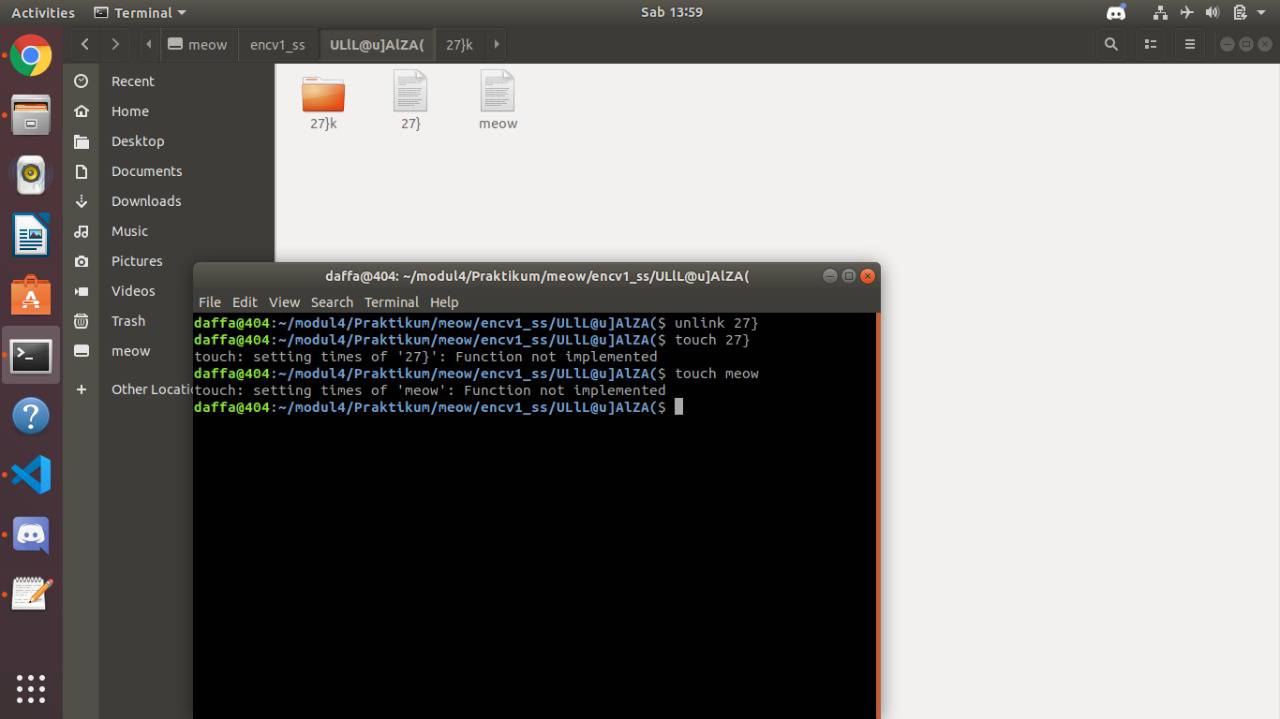 Activities Terminal Sab 13:59
meow encv1_ss ULlL@u]AlZA( 27}k
Recent
Home
Desktop
Documents
Downloads
Music
Pictures
Videos
Trash
meow
Other Locatio
27}k 27} meow
daffa@404: ~/modul4/Praktikum/meow/encv1_ss/ULlL@u]AlZA(
File Edit View Search Terminal Help
daffa@404:~/modul4/Praktikum/meow/encv1_ss/ULlL@u]AlZA($ unlink 27}
daffa@404:~/modul4/Praktikum/meow/encv1_ss/ULlL@u]AlZA($ touch 27}
touch: setting times of '27}': Function not implemented
daffa@404:~/modul4/Praktikum/meow/encv1_ss/ULlL@u]AlZA($ touch meow
touch: setting times of 'meow': Function not implemented
daffa@404:~/modul4/Praktikum/meow/encv1_ss/ULlL@u]AlZA($